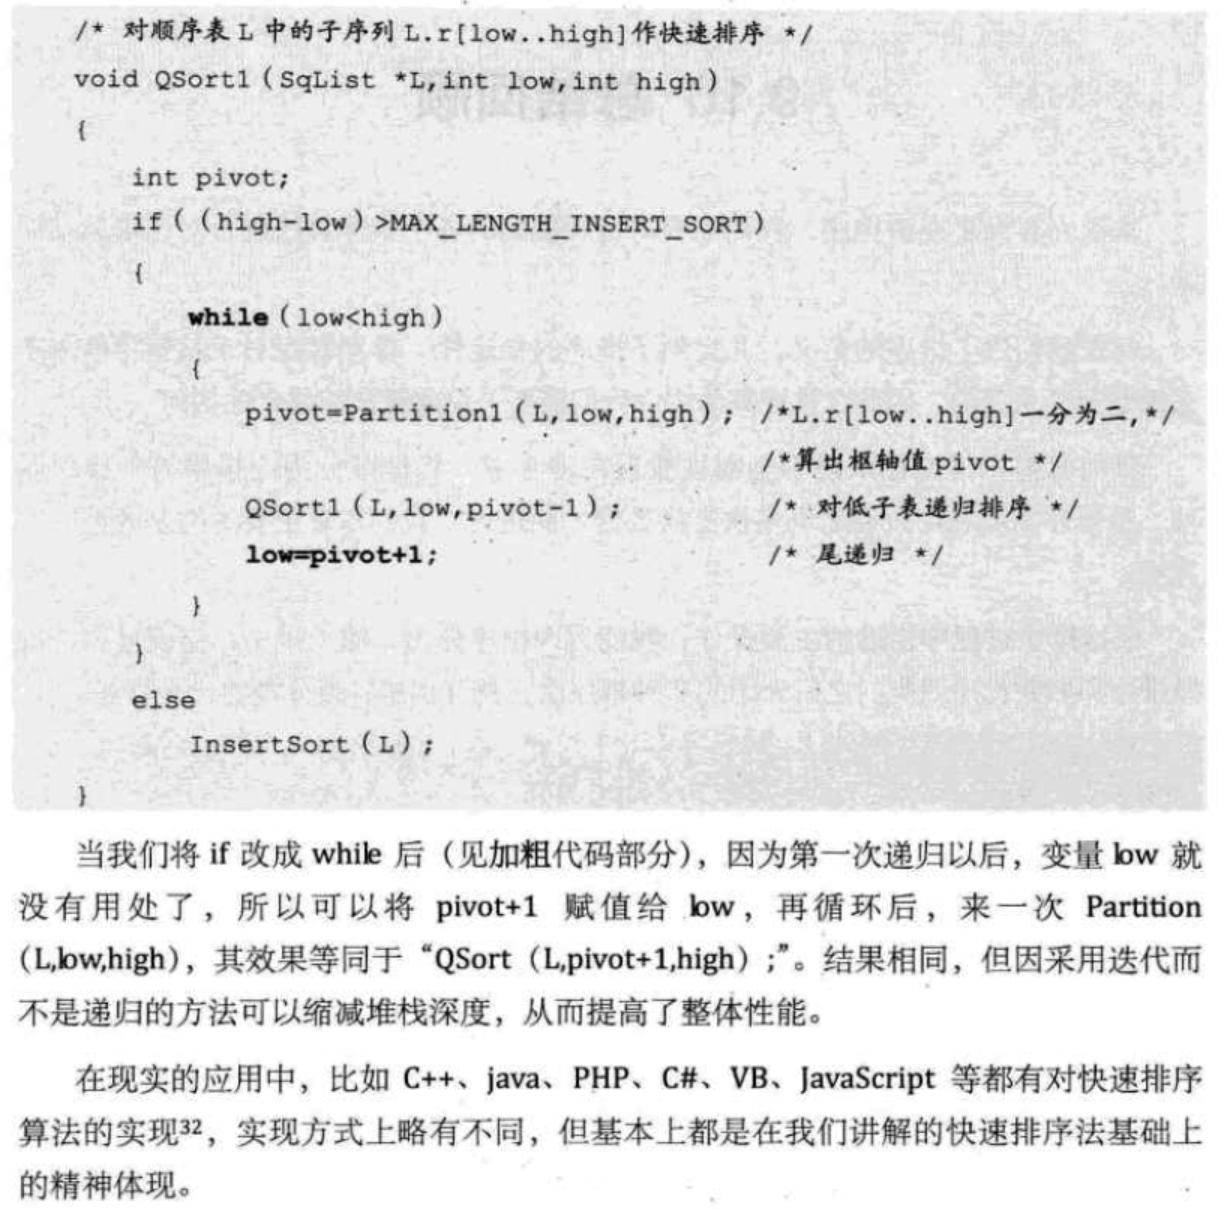 /* 对顺序表 L 中的子序列 L.r[low..high]作快速排序 */
void QSort1(SqList *L,int low,int high)
{
int pivot;
if((high-low)>MAX_LENGTH_INSERT_SORT)
{
while(low<high)
{
pivot=Partition1(L,low,high); /*L.r[low..high]一分为二,*/
/*算出枢轴值 pivot */
QSort1(L,low,pivot-1); /* 对低子表递归排序 */
low=pivot+1; /* 尾递归 */
}
}
else
InsertSort(L);
}
当我们将 if 改成 while 后（见加粗代码部分），因为第一次递归以后，变量 low 就
没有用处了，所以可以将 pivot+1 赋值给 low，再循环后，来一次 Partition
(L,low,high)，其效果等同于“QSort（L,pivot+1,high）;”。结果相同，但因采用迭代而
不是递归的方法可以缩减堆栈深度，从而提高了整体性能。
在现实的应用中，比如 C++、java、PHP、C#、VB、JavaScript 等都有对快速排序
算法的实现32，实现方式上略有不同，但基本上都是在我们讲解的快速排序法基础上
的精神体现。